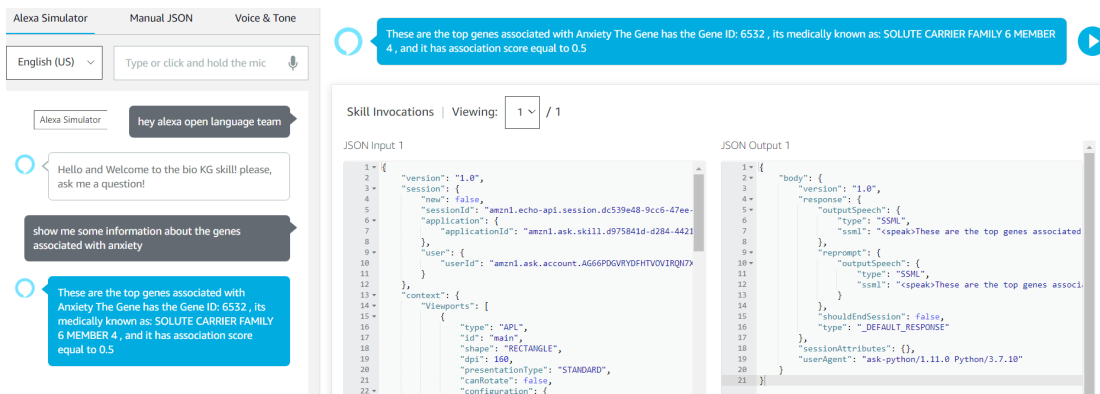 Alexa Simulator
Manual JSON
Voice & Tone
English (US)
Type or click and hold the mic
Alexa Simulator
hey alexa open language team
Hello and Welcome to the bio KG skill! please,
ask me a question!
show me some information about the genes
associated with anxiety
These are the top genes associated with
Anxiety The Gene has the Gene ID: 6532 , its
medically known as: SOLUTE CARRIER FAMILY
6 MEMBER 4 , and it has association score
equal to 0.5
These are the top genes associated with Anxiety The Gene has the Gene ID: 6532 , its medically known as: SOLUTE CARRIER FAMILY 6 MEMBER
4 , and it has association score equal to 0.5
Skill Invocations | Viewing: 1 / 1
JSON Input 1
1 {
2 "version": "1.0",
3 "session": {
4 "new": false,
5 "sessionId": "amzn1.echo-api.session.dc539e48-9cc6-47ee-
6 "application": {
7 "applicationId": "amzn1.ask.skill.d975841d-d284-4421
8 },
9 "user": {
10 "userId": "amzn1.ask.account.AG66PDGVRYDFHTVOVIRQN7X
11 }
12 },
13 "context": {
14 "Viewports": [
15 {
16 "type": "APL",
17 "id": "main",
18 "shape": "RECTANGLE",
19 "dpi": 160,
20 "presentationType": "STANDARD",
21 "canRotate": false,
22 "configuration": {
JSON Output 1
1 {
2 "body": {
3 "version": "1.0",
4 "response": {
5 "outputSpeech": {
6 "type": "SSML",
7 "ssml": "<speak>These are the top genes associated
8 },
9 "reprompt": {
10 "outputSpeech": {
11 "type": "SSML",
12 "ssml": "<speak>These are the top genes associ
13 }
14 },
15 "shouldEndSession": false,
16 "type": "_DEFAULT_RESPONSE"
17 },
18 "sessionAttributes": {},
19 "userAgent": "ask-python/1.11.0 Python/3.7.10"
20 }
21 }